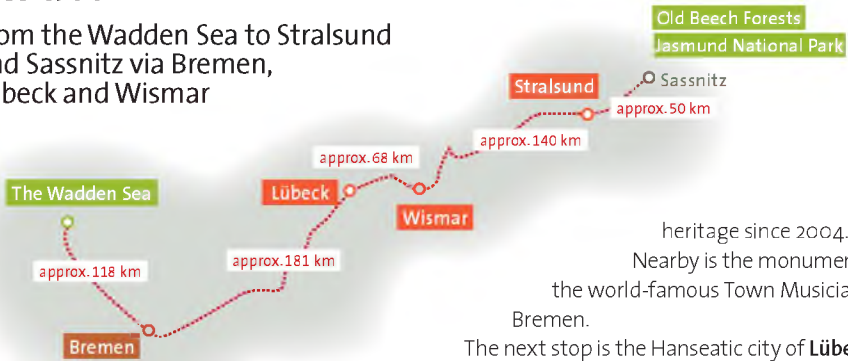 om the Wadden Sea to Stralsund
nd Sassnitz via Bremen,
beck and Wismar
Old Beech Forests
Jasmund National Park
Sassnitz
Stralsund
approx. 50 km
approx. 140 km
approx. 68 km
The Wadden Sea
Lübeck
Wismar
approx. 118 km
approx. 181 km
Bremen
heritage since 2004.
Nearby is the monumen
the world-famous Town Musicia
Bremen.
The next stop is the Hanseatic city of Lübe